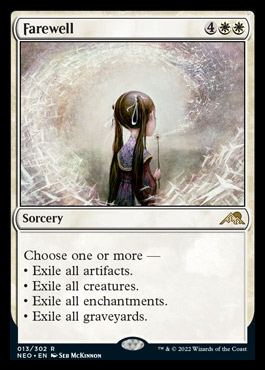 Farewell 4
Sorcery
Choose one or more —
• Exile all artifacts.
• Exile all creatures.
• Exile all enchantments.
• Exile all graveyards.
013/302 R
NEO • EN Seb McKinnon ™ & © 2022 Wizards of the Coast